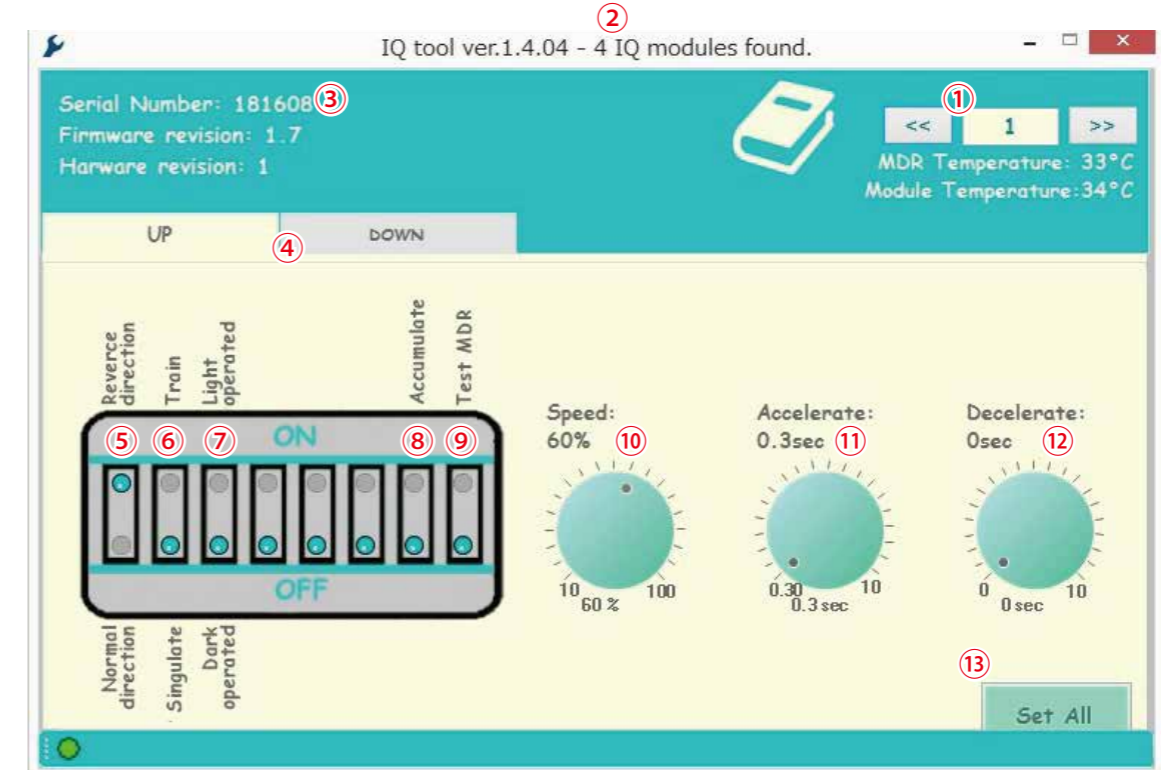 ②
IQ tool ver.1.4.04 - 4 IQ modules found.
Serial Number: 181608 ③
Firmware revision: 1.7
Harware revision: 1
①
<< 1 >>
MDR Temperature: 33°C
Module Temperature:34°C
UP ④ DOWN
Reverce direction
Train
Light operated
Accumulate
Test MDR
⑤ ⑥ ⑦ ON ⑧ ⑨
OFF
Normal direction
Singulate
Dark operated
Speed:
60% ⑩
10 100
60 %
Accelerate:
0.3sec ⑪
0.30 10
0.3 sec
Decelerate:
0sec ⑫
0 10
0 sec
⑬
Set All